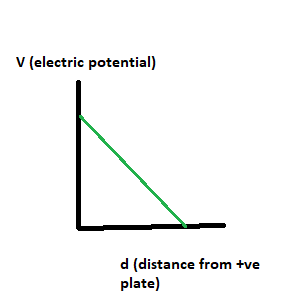 V (electric potential)
d (distance from +ve
plate)